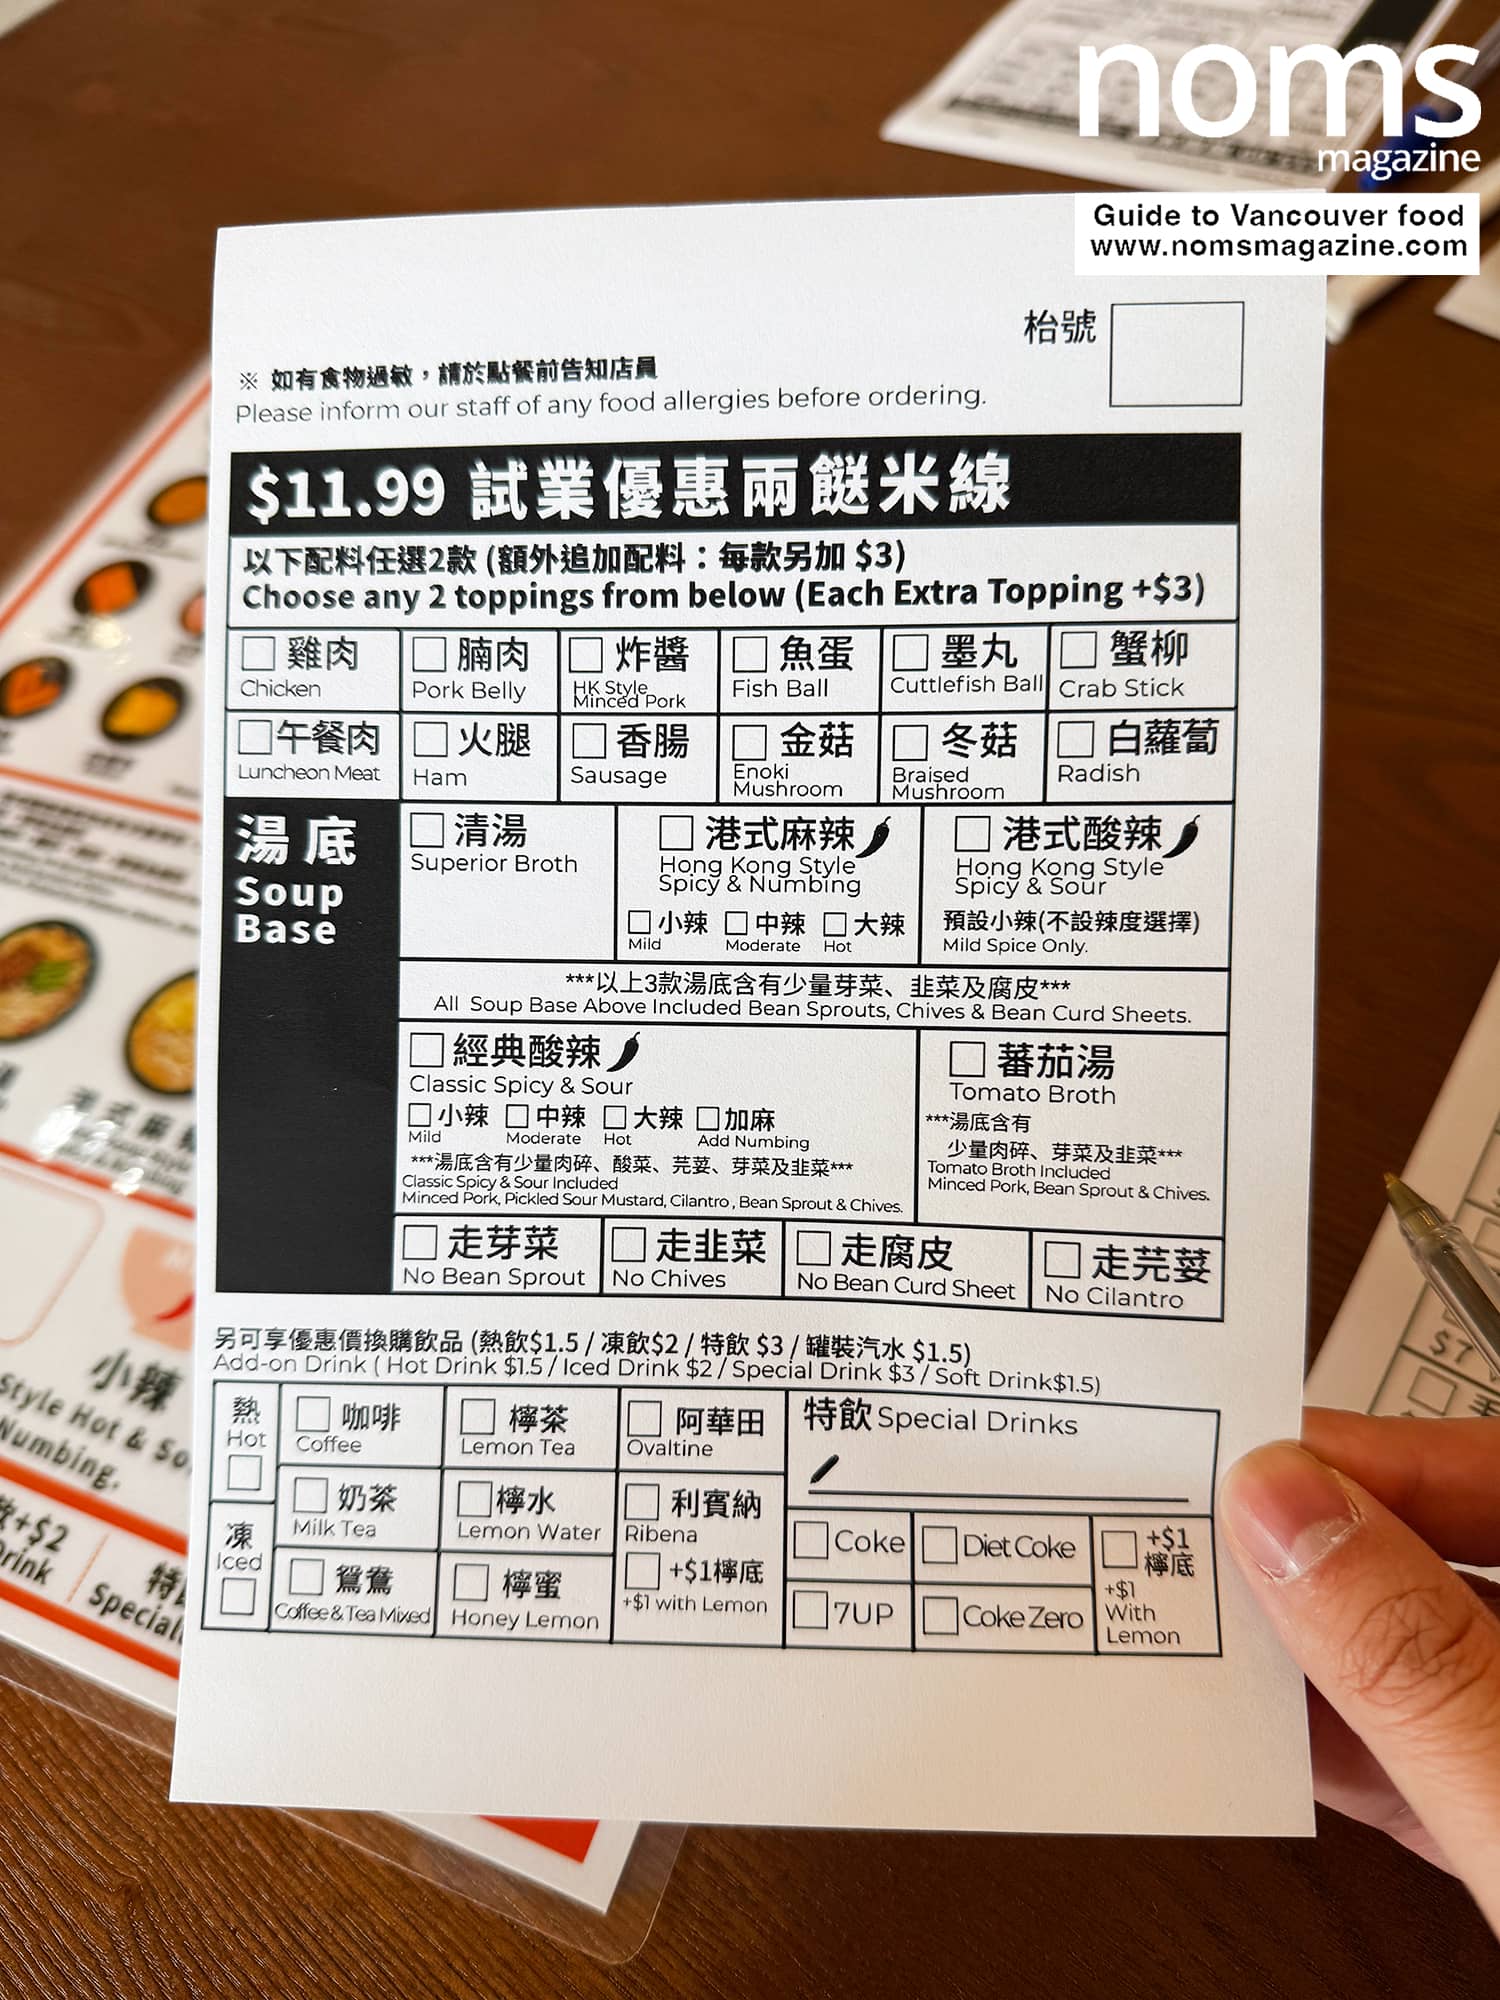 noms
magazine
Guide to Vancouver food
www.nomsmagazine.com
枱號
※ 如有食物過敏，請於點餐前告知店員
Please inform our staff of any food allergies before ordering.
$11.99 試業優惠兩餸米線
以下配料任選2款 (額外追加配料：每款另加 $3)
Choose any 2 toppings from below (Each Extra Topping +$3)
雞肉 腩肉 炸醬 魚蛋 墨丸 蟹柳
Chicken Pork Belly HK Style Minced Pork Fish Ball Cuttlefish Ball Crab Stick
午餐肉 火腿 香腸 金菇 冬菇 白蘿蔔
Luncheon Meat Ham Sausage Enoki Mushroom Braised Mushroom Radish
湯底
Soup
Base
清湯
Superior Broth
港式麻辣
Hong Kong Style
Spicy & Numbing
小辣 中辣 大辣
Mild Moderate Hot
港式酸辣
Hong Kong Style
Spicy & Sour
預設小辣(不設辣度選擇)
Mild Spice Only.
***以上3款湯底含有少量芽菜、韭菜及腐皮***
All Soup Base Above Included Bean Sprouts, Chives & Bean Curd Sheets.
經典酸辣
Classic Spicy & Sour
小辣 中辣 大辣 加麻
Mild Moderate Hot Add Numbing
***湯底含有少量肉碎、酸菜、芫荽、芽菜及韭菜***
Classic Spicy & Sour Included
Minced Pork, Pickled Sour Mustard, Cilantro, Bean Sprout & Chives.
蕃茄湯
Tomato Broth
***湯底含有
少量肉碎、芽菜及韭菜***
Tomato Broth Included
Minced Pork, Bean Sprout & Chives.
走芽菜 走韭菜 走腐皮 走芫荽
No Bean Sprout No Chives No Bean Curd Sheet No Cilantro
另可享優惠價換購飲品 (熱飲$1.5 / 凍飲$2 / 特飲 $3 / 罐裝汽水 $1.5)
Add-on Drink ( Hot Drink $1.5 / Iced Drink $2 / Special Drink $3 / Soft Drink$1.5)
熱
Hot
凍
Iced
咖啡 檸茶 阿華田
Coffee Lemon Tea Ovaltine
奶茶 檸水 利賓納
Milk Tea Lemon Water Ribena
鴛鴦 檸蜜 +$1檸底
Coffee & Tea Mixed Honey Lemon +$1 with Lemon
特飲 Special Drinks
Coke Diet Coke
7UP Coke Zero
+$1
檸底
+$1
With
Lemon
小辣
Style Hot & So
Numbing.
+$2
rink
Special
$7